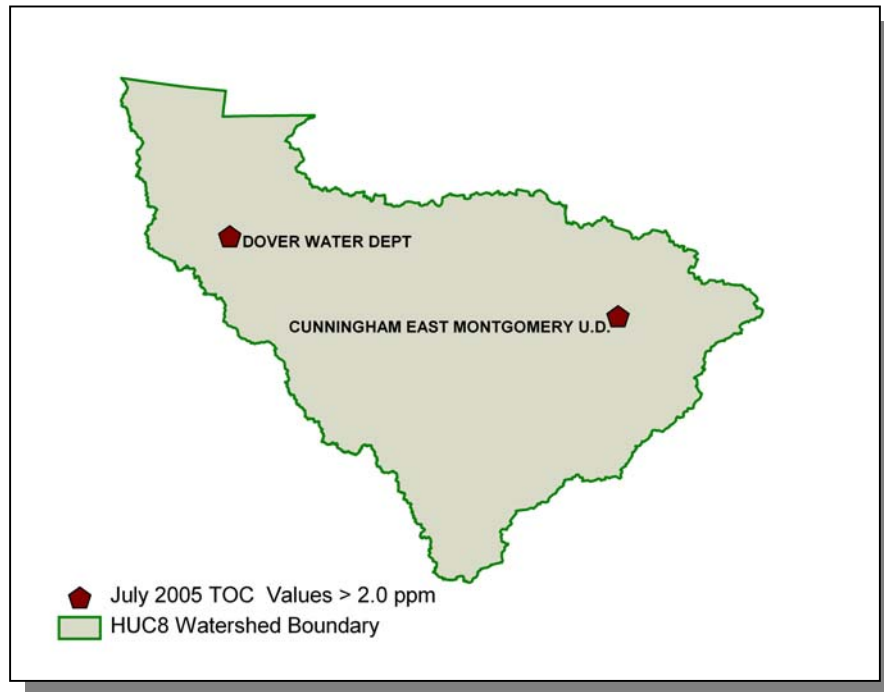 DOVER WATER DEPT
CUNNINGHAM EAST MONTGOMERY U.D.
July 2005 TOC Values > 2.0 ppm
HUC8 Watershed Boundary